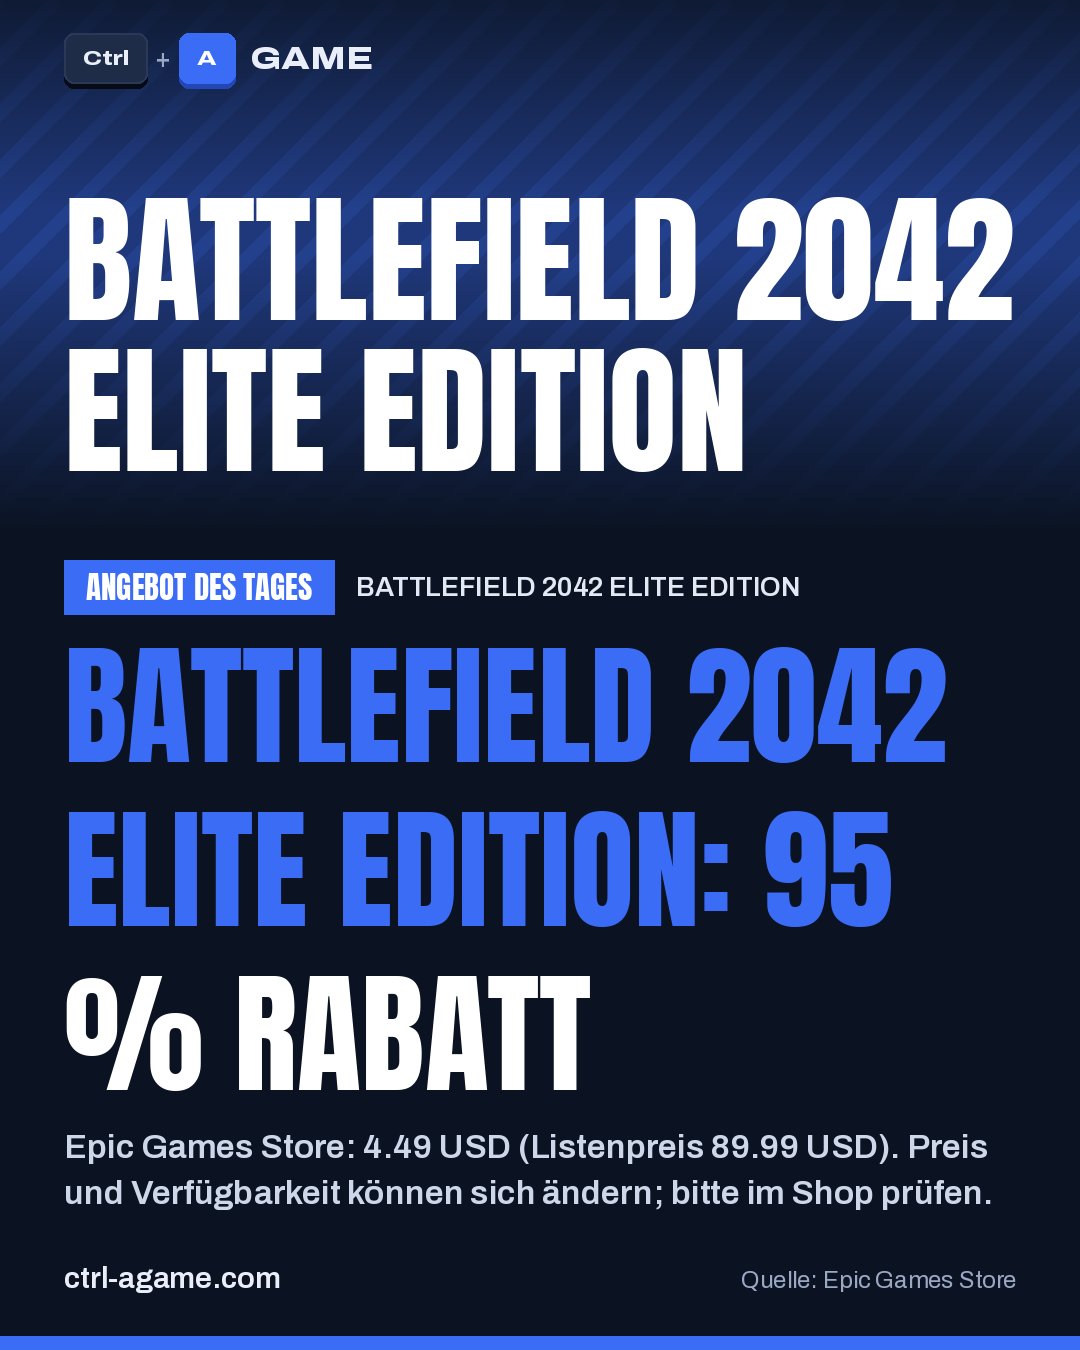 Ctrl + A GAME
BATTLEFIELD 2042
ELITE EDITION
ANGEBOT DES TAGES BATTLEFIELD 2042 ELITE EDITION
BATTLEFIELD 2042
ELITE EDITION: 95
% RABATT
Epic Games Store: 4.49 USD (Listenpreis 89.99 USD). Preis
und Verfügbarkeit können sich ändern; bitte im Shop prüfen.
ctrl-agame.com Quelle: Epic Games Store